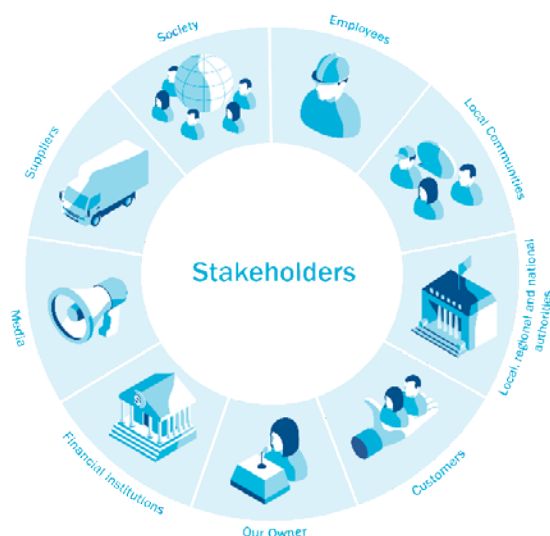 Society
Employees
Local Communities
Local, regional and national
authorities
Customers
Our Owner
Financial institutions
Media
Suppliers
Stakeholders